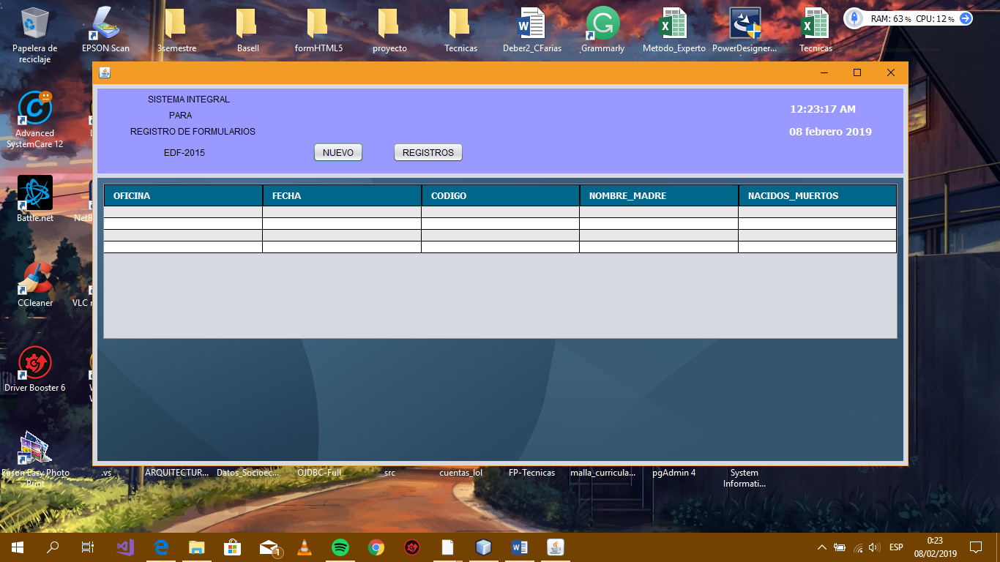 RAM: 63% CPU: 12%
Papelera de
reciclaje
EPSON Scan
3semestre
Basell
formHTML5
proyecto
Tecnicas
Deber2_CFarias
Grammarly
Metodo_Experto
PowerDesigner...
Tecnicas
SISTEMA INTEGRAL
PARA
REGISTRO DE FORMULARIOS
EDF-2015
NUEVO
REGISTROS
12:23:17 AM
08 febrero 2019
OFICINA
FECHA
CODIGO
NOMBRE_MADRE
NACIDOS_MUERTOS
Advanced
SystemCare 12
Battle.net
CCleaner
VLC
Driver Booster 6
Epson Easy Photo
Print
.vs
ARQUITECTUR...
Datos_Socioec...
OJDBC-Full
src
cuentas_lol
FP-Tecnicas
malla_curricula...
pgAdmin 4
System
Informati...
1
ESP
0:23
08/02/2019